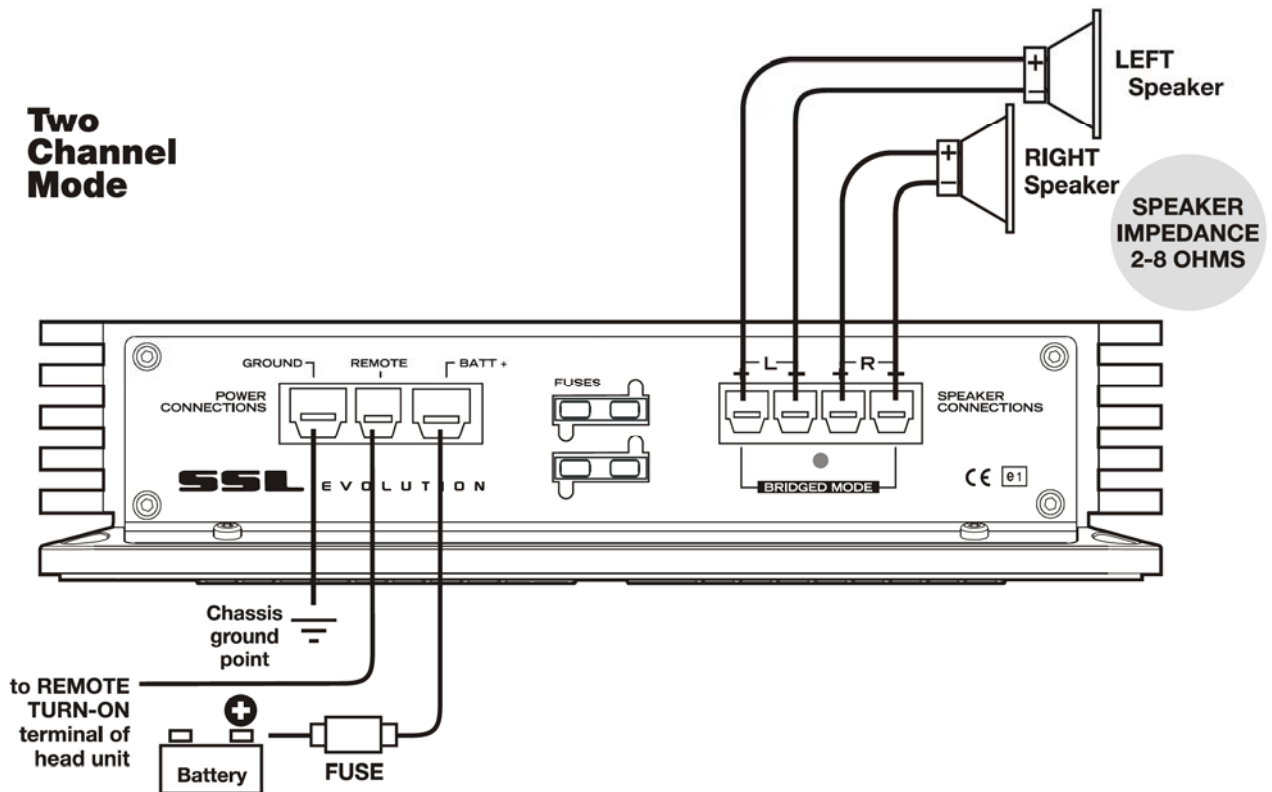 Two
Channel
Mode
LEFT
Speaker
RIGHT
Speaker
SPEAKER
IMPEDANCE
2-8 OHMS
+
−
+
−
GROUND
REMOTE
BATT +
POWER
CONNECTIONS
FUSES
L
R
+
−
+
−
SPEAKER
CONNECTIONS
BRIDGED MODE
SSL EVOLUTION
CE e1
Chassis
ground
point
to REMOTE
TURN-ON
terminal of
head unit
+
Battery
FUSE